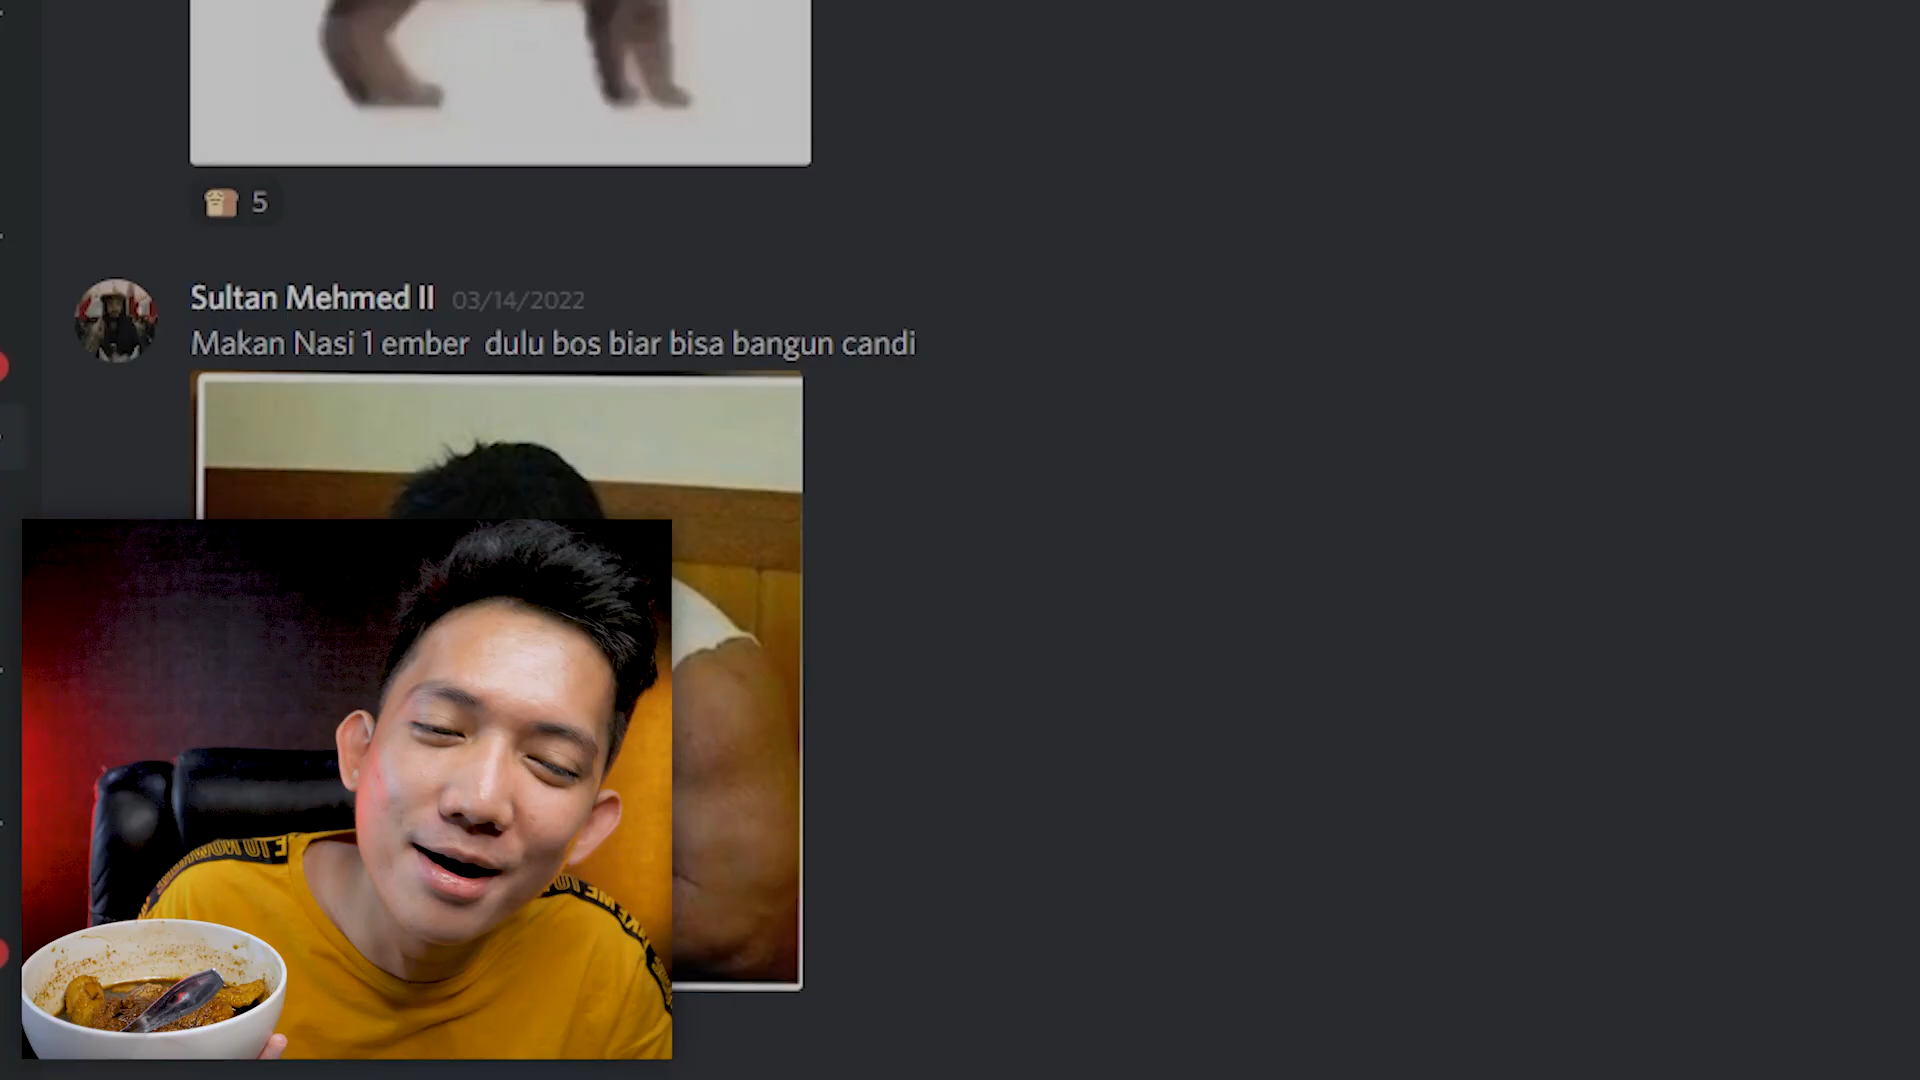 5
Sultan Mehmed II 03/14/2022
Makan Nasi 1 ember dulu bos biar bisa bangun candi